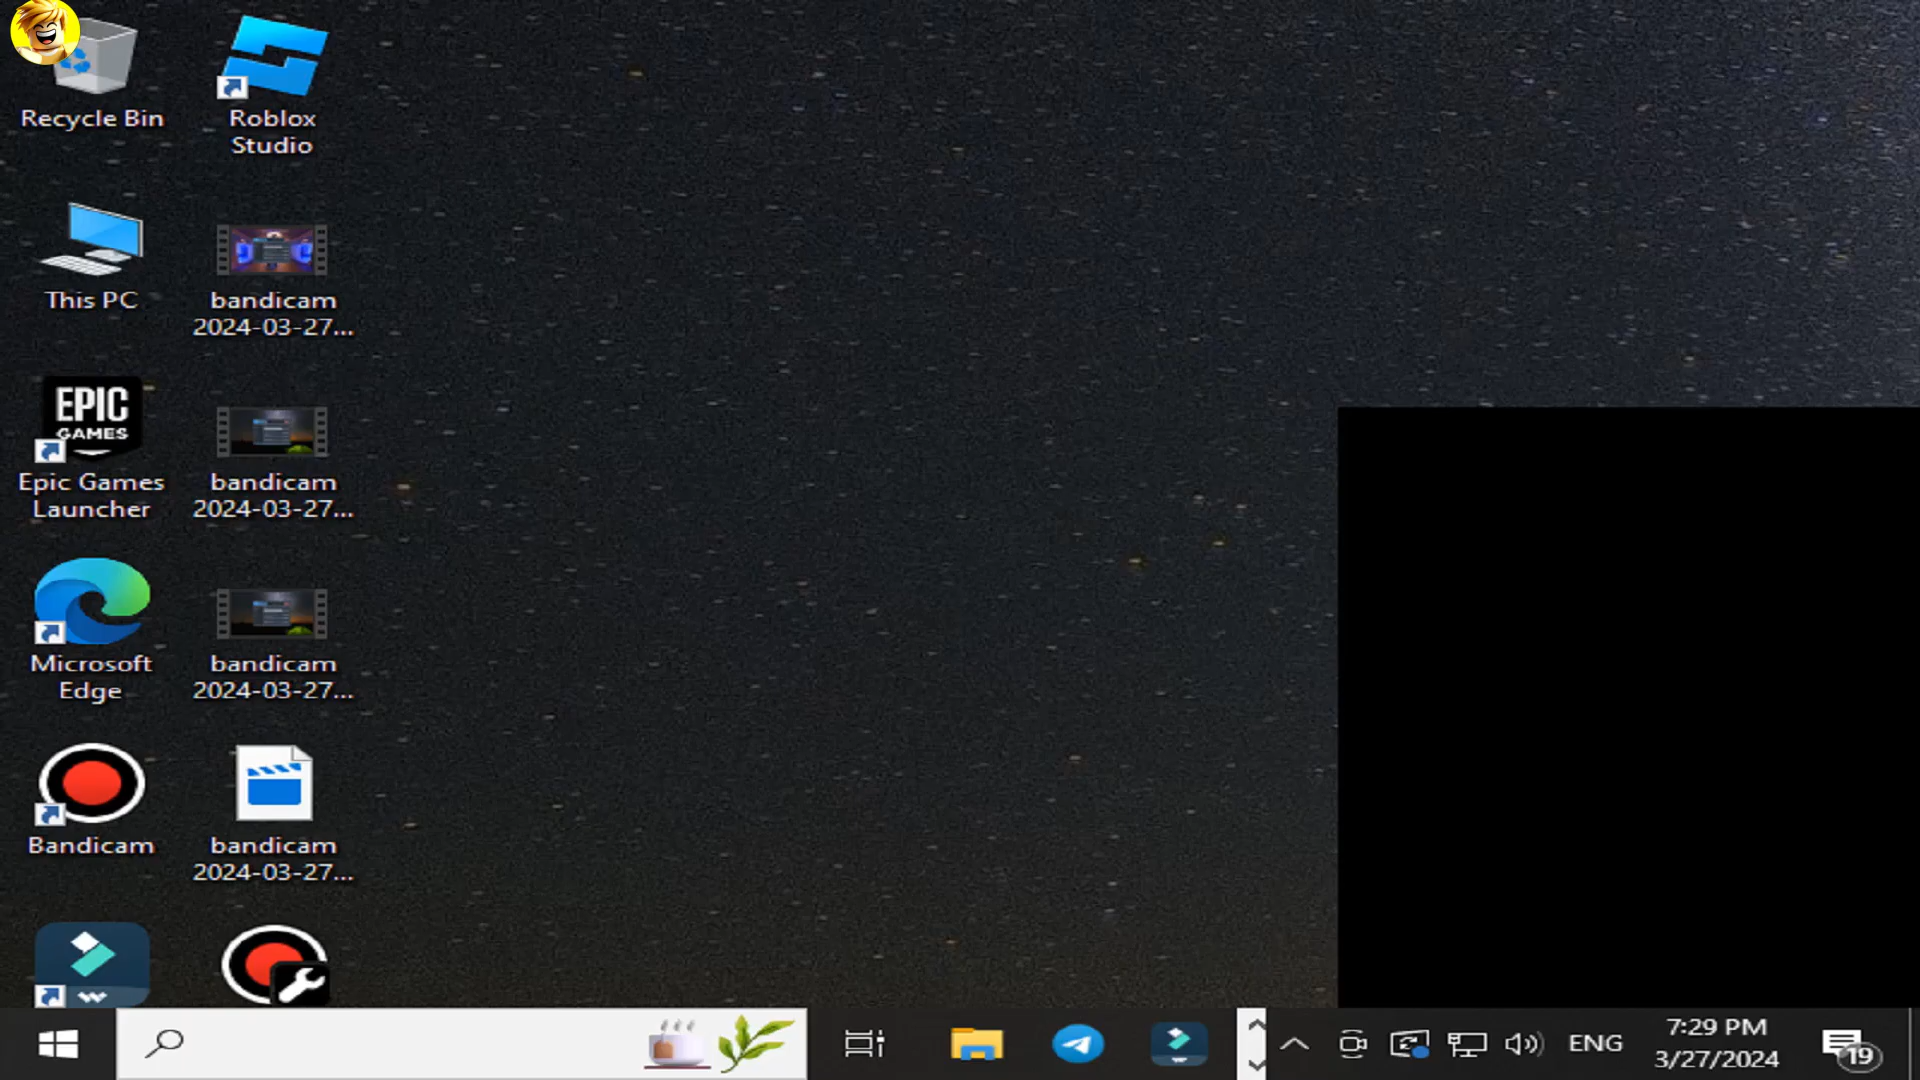 Recycle Bin
Roblox
Studio
This PC
bandicam
2024-03-27...
EPIC
GAMES
Epic Games
Launcher
bandicam
2024-03-27...
Microsoft
Edge
bandicam
2024-03-27...
Bandicam
bandicam
2024-03-27...
ENG
7:29 PM
3/27/2024
19